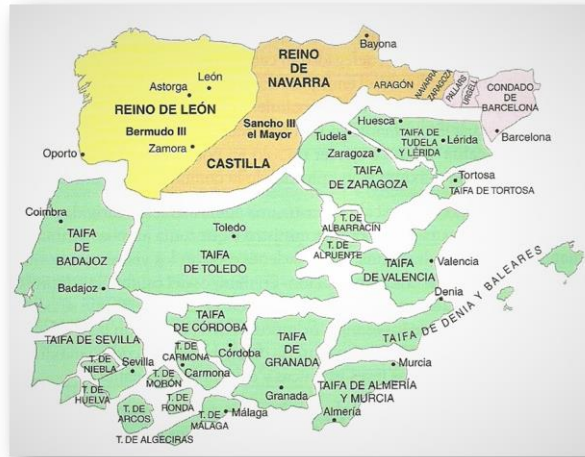 REINO
DE
NAVARRA
Bayona
León
Astorga
REINO DE LEÓN
Bermudo III
Zamora
Oporto
Sancho III
el Mayor
CASTILLA
ARAGÓN
NAVARRA
ZARAGOZA
PALLARS
URGELL
CONDADO
DE
BARCELONA
Barcelona
Huesca
TAIFA DE
TUDELA
Y LÉRIDA
Lérida
Tudela
Zaragoza
TAIFA
DE ZARAGOZA
Tortosa
TAIFA DE TORTOSA
Coimbra
TAIFA
DE
BADAJOZ
Badajoz
Toledo
TAIFA
DE TOLEDO
T. DE
ALBARRACÍN
T. DE
ALPUENTE
TAIFA
DE VALENCIA
Valencia
Denia
TAIFA DE DENIA Y BALEARES
TAIFA DE SEVILLA
T. DE
NIEBLA
Sevilla
T. DE
HUELVA
TAIFA
DE CÓRDOBA
T. DE
CARMONA
Córdoba
Carmona
T. DE
MORÓN
T. DE
RONDA
T. DE
ARCOS
T. DE ALGECIRAS
T. DE
MÁLAGA
Málaga
TAIFA
DE
GRANADA
Granada
Murcia
TAIFA DE ALMERÍA
Y MURCIA
Almería